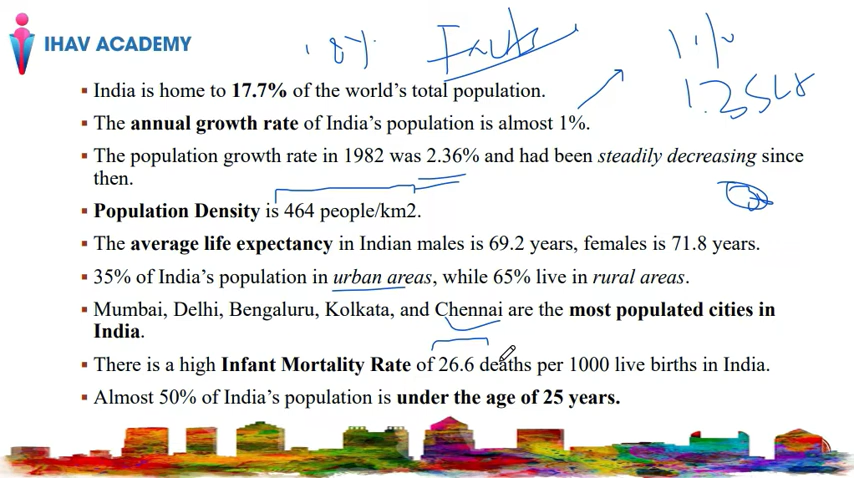 IHAV ACADEMY
18% Facts 1%
▪ India is home to 17.7% of the world's total population.
▪ The annual growth rate of India's population is almost 1%.
▪ The population growth rate in 1982 was 2.36% and had been steadily decreasing since
then.
▪ Population Density is 464 people/km2.
▪ The average life expectancy in Indian males is 69.2 years, females is 71.8 years.
▪ 35% of India's population in urban areas, while 65% live in rural areas.
▪ Mumbai, Delhi, Bengaluru, Kolkata, and Chennai are the most populated cities in
India.
▪ There is a high Infant Mortality Rate of 26.6 deaths per 1000 live births in India.
▪ Almost 50% of India's population is under the age of 25 years.